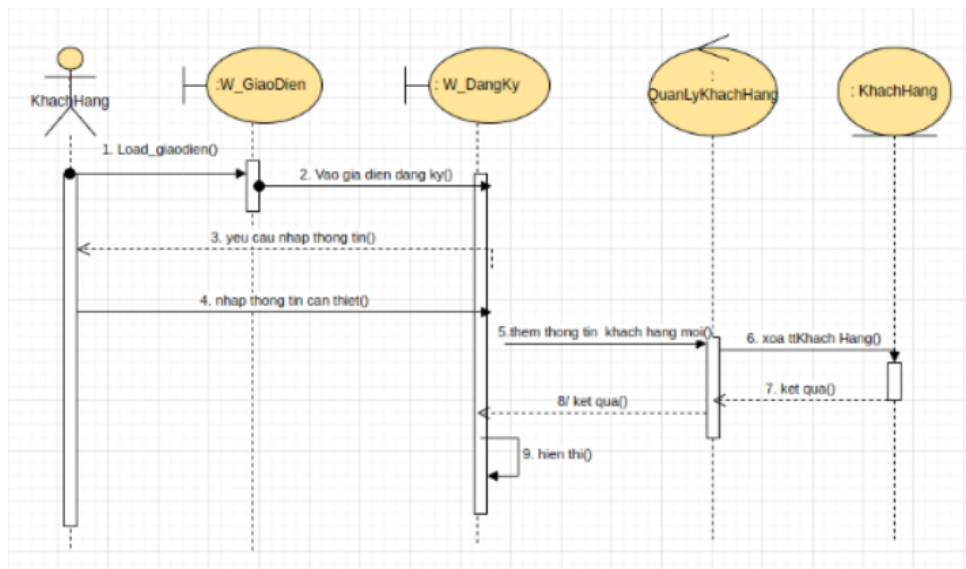 KhachHang
:W_GiaoDien
: W_DangKy
:
QuanLyKhachHang
: KhachHang
1. Load_giaodien()
2. Vao gia dien dang ky()
3. yeu cau nhap thong tin()
4. nhap thong tin can thiet()
5.them thong tin khach hang moi()
6. xoa ttKhach Hang()
7. ket qua()
8/ ket qua()
9. hien thi()